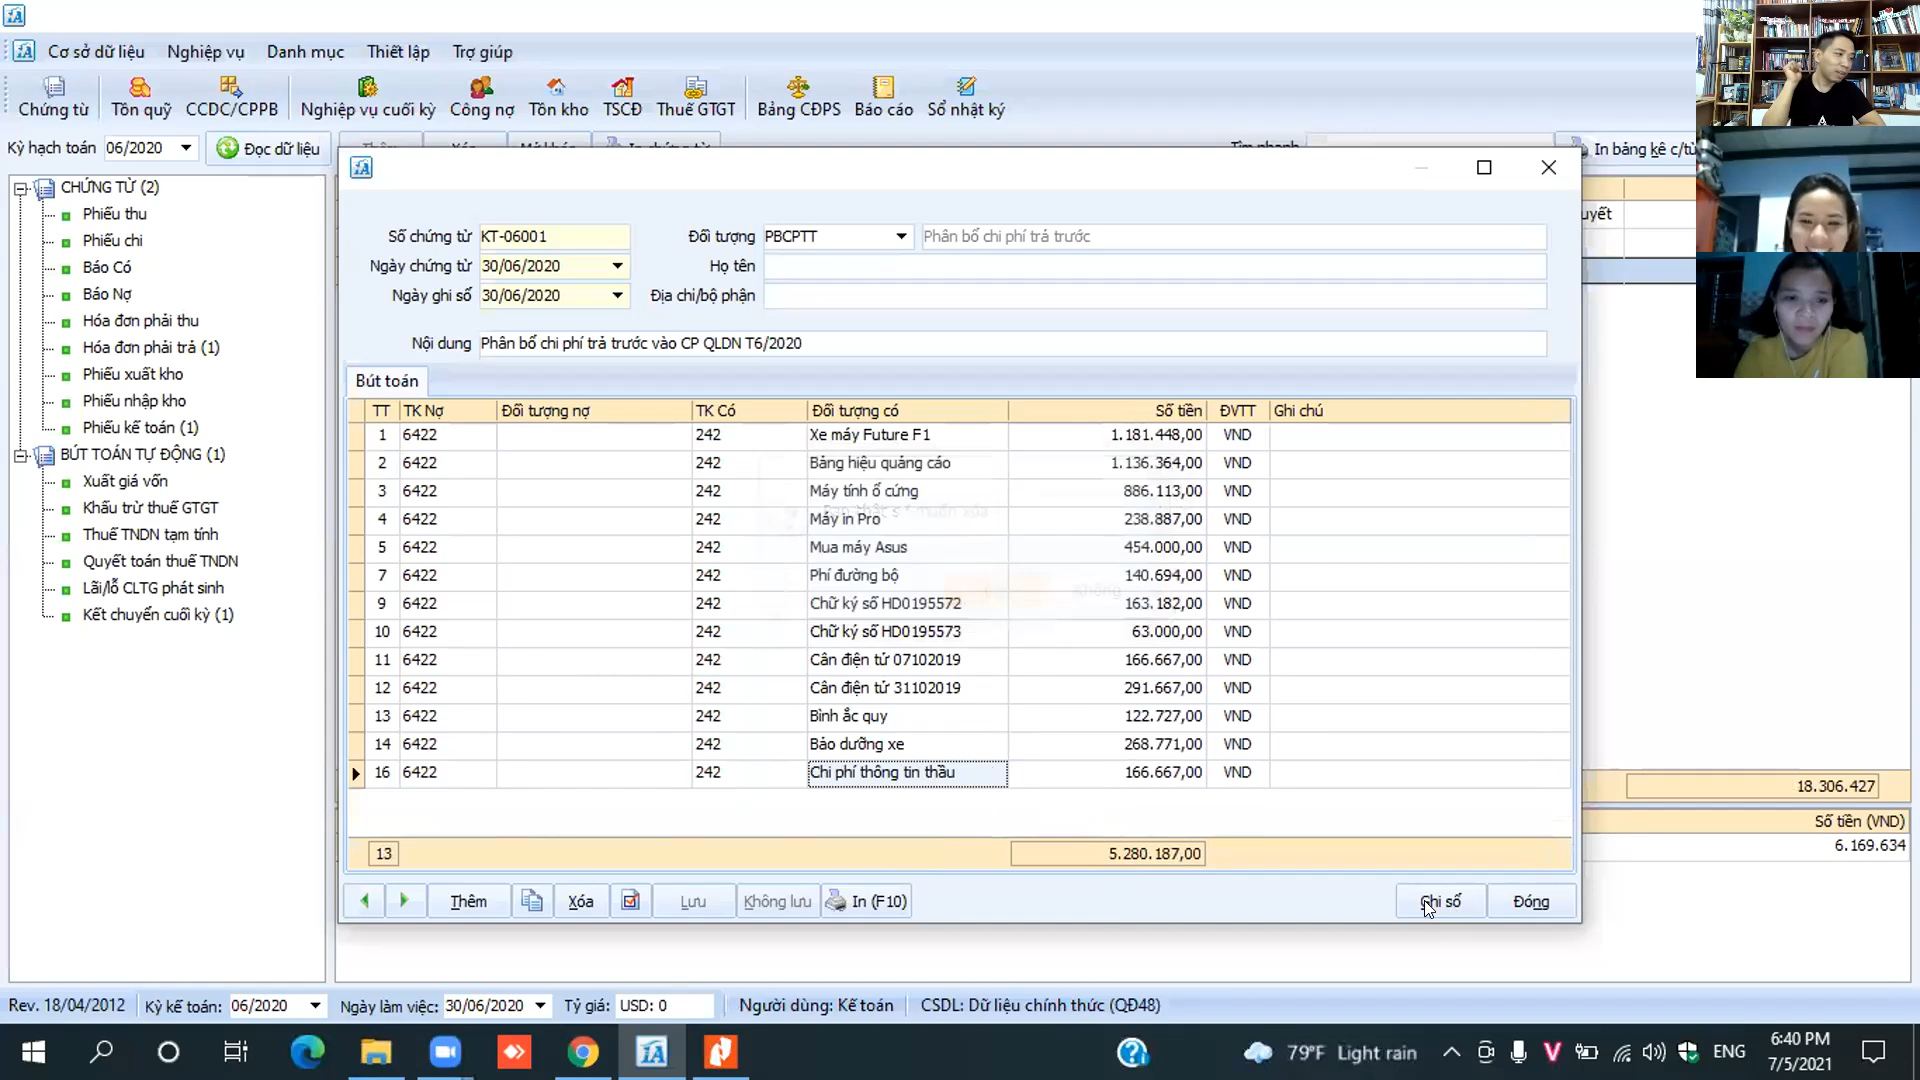 Cơ sở dữ liệu Nghiệp vụ Danh mục Thiết lập Trợ giúp
Chứng từ Tồn quỹ CCDC/CPPB Nghiệp vụ cuối kỳ Công nợ Tồn kho TSCĐ Thuế GTGT Bảng CĐPS Báo cáo Sổ nhật ký
Kỳ hạch toán 06/2020 Đọc dữ liệu
In bảng kê c/từ
CHỨNG TỪ (2)
Phiếu thu
Phiếu chi
Báo Có
Báo Nợ
Hóa đơn phải thu
Hóa đơn phải trả (1)
Phiếu xuất kho
Phiếu nhập kho
Phiếu kế toán (1)
BÚT TOÁN TỰ ĐỘNG (1)
Xuất giá vốn
Khấu trừ thuế GTGT
Thuế TNDN tạm tính
Quyết toán thuế TNDN
Lãi/lỗ CLTG phát sinh
Kết chuyển cuối kỳ (1)
Số chứng từ KT-06001 Đối tượng PBCPTT Phân bổ chi phí trả trước
Ngày chứng từ 30/06/2020 Họ tên
Ngày ghi sổ 30/06/2020 Địa chỉ/bộ phận
Nội dung Phân bổ chi phí trả trước vào CP QLDN T6/2020
Bút toán
TT TK Nợ Đối tượng nợ TK Có Đối tượng có Số tiền ĐVTT Ghi chú
1 6422 242 Xe máy Future F1 1.181.448,00 VND
2 6422 242 Bảng hiệu quảng cáo 1.136.364,00 VND
3 6422 242 Máy tính ổ cứng 886.113,00 VND
4 6422 242 Máy in Pro 238.887,00 VND
5 6422 242 Mua máy Asus 454.000,00 VND
7 6422 242 Phí đường bộ 140.694,00 VND
9 6422 242 Chữ ký số HD0195572 163.182,00 VND
10 6422 242 Chữ ký số HD0195573 63.000,00 VND
11 6422 242 Cân điện tử 07102019 166.667,00 VND
12 6422 242 Cân điện tử 31102019 291.667,00 VND
13 6422 242 Bình ắc quy 122.727,00 VND
14 6422 242 Bảo dưỡng xe 268.771,00 VND
16 6422 242 Chi phí thông tin thầu 166.667,00 VND
13 5.280.187,00
Thêm Xóa Lưu Không lưu In (F10) Ghi sổ Đóng
18.306.427
Số tiền (VND)
6.169.634
Rev. 18/04/2012 Kỳ kế toán: 06/2020 Ngày làm việc: 30/06/2020 Tỷ giá: USD: 0 Người dùng: Kế toán CSDL: Dữ liệu chính thức (QĐ48)
79°F Light rain ENG 6:40 PM
7/5/2021